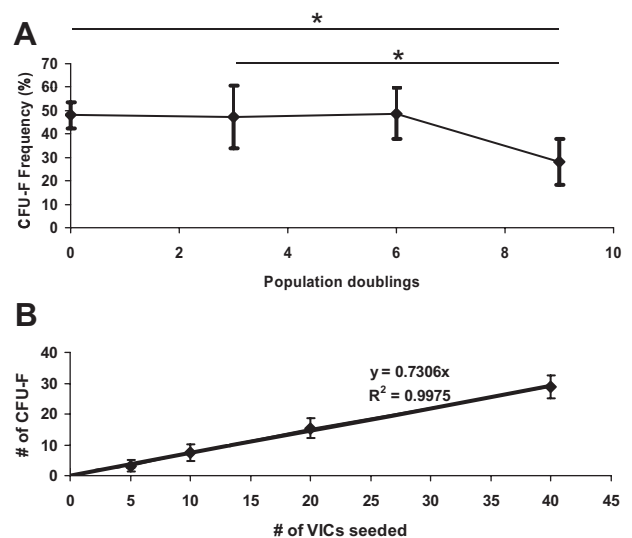 A
*
*
CFU-F Frequency (%)
70
60
50
40
30
20
10
0
0 2 4 6 8 10
Population doublings
B
# of CFU-F
40
30
20
10
0
y = 0.7306x
R² = 0.9975
0 5 10 15 20 25 30 35 40 45
# of VICs seeded